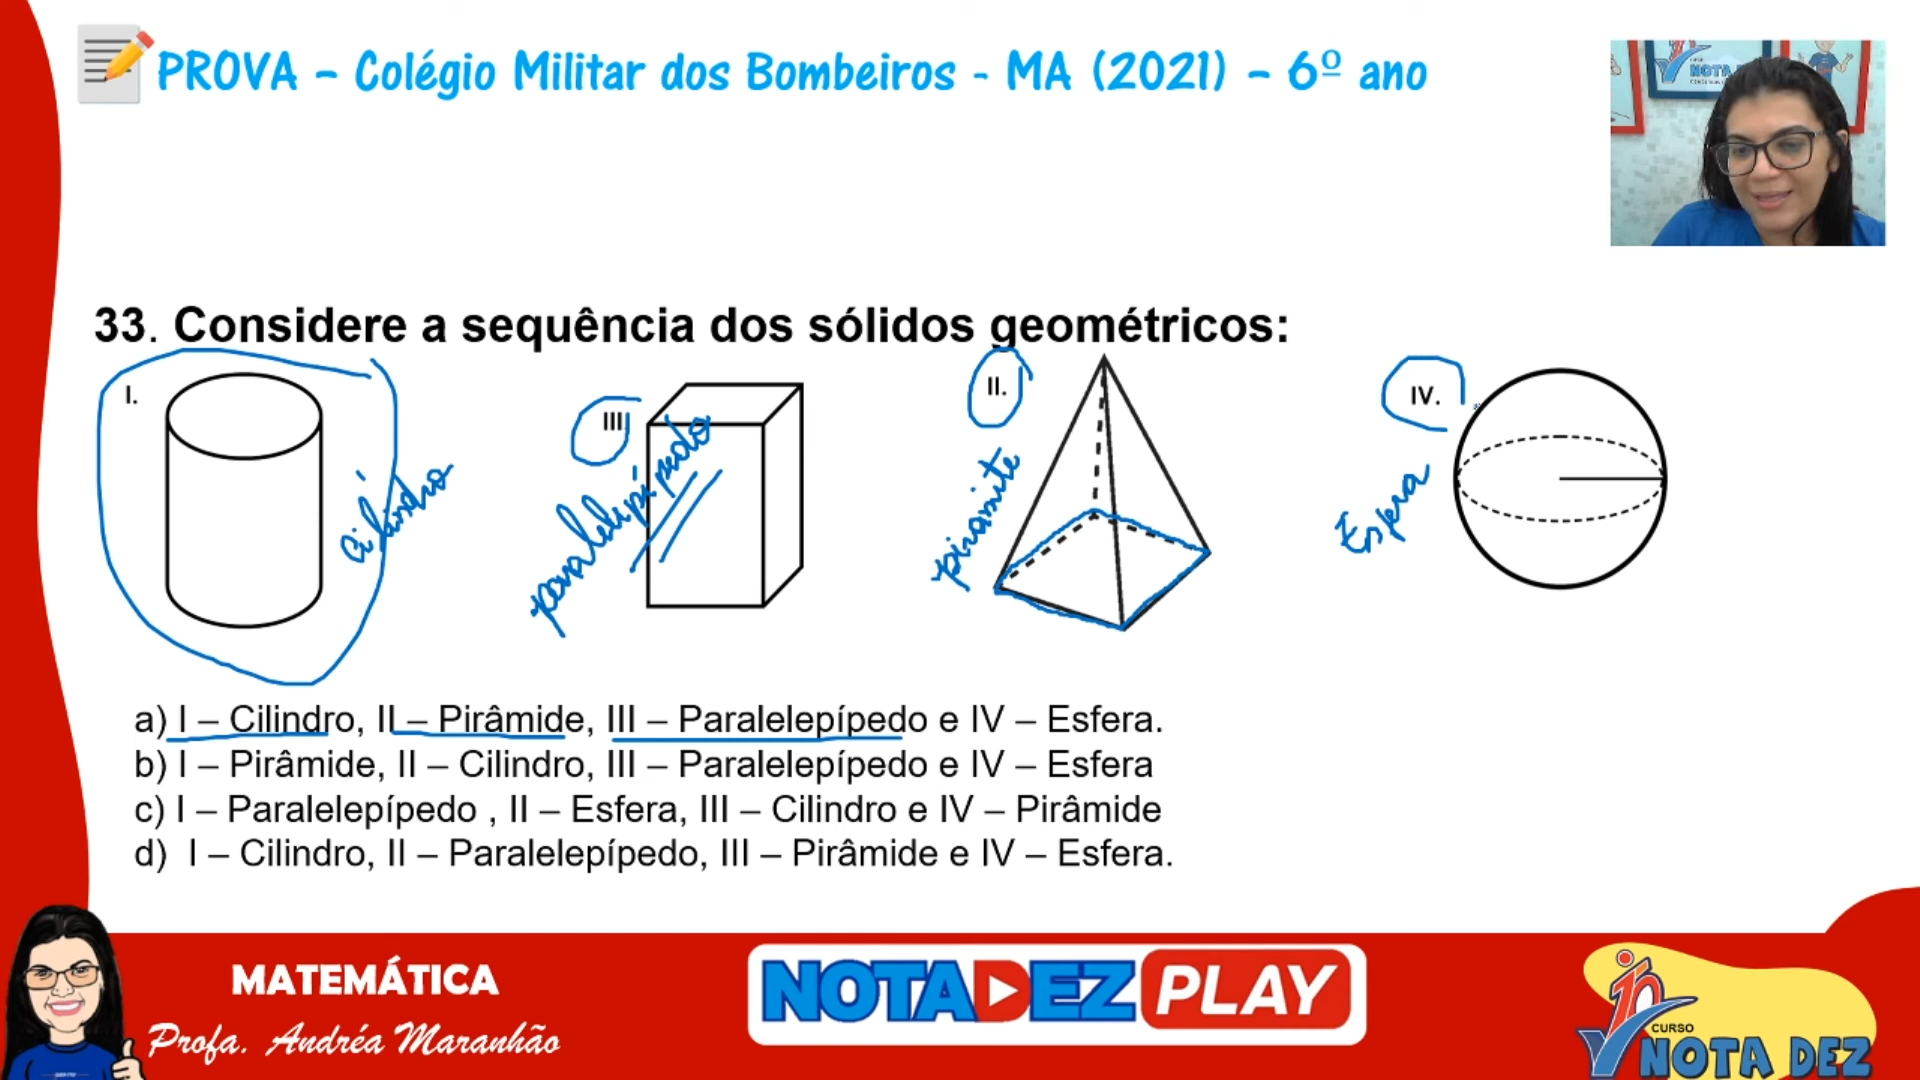 PROVA - Colégio Militar dos Bombeiros - MA (2021) - 6º ano
NOTA DEZ
33. Considere a sequência dos sólidos geométricos:
I.
Cilindro
III
paralelepípedo
II.
pirâmite
IV.
Esfera
a) I – Cilindro, II – Pirâmide, III – Paralelepípedo e IV – Esfera.
b) I – Pirâmide, II – Cilindro, III – Paralelepípedo e IV – Esfera
c) I – Paralelepípedo , II – Esfera, III – Cilindro e IV – Pirâmide
d) I – Cilindro, II – Paralelepípedo, III – Pirâmide e IV – Esfera.
MATEMÁTICA
Profa. Andréa Maranhão
NOTADEZ PLAY
10
CURSO
NOTA DEZ